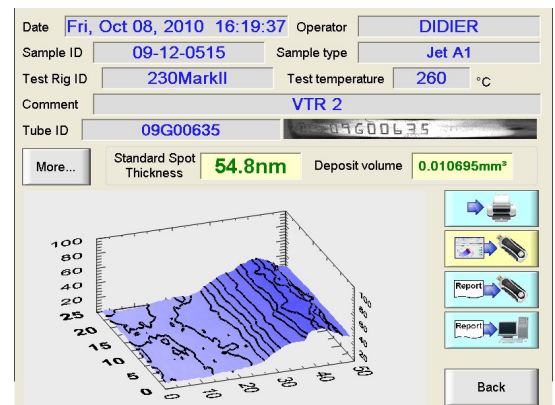 Date Fri, Oct 08, 2010 16:19:37 Operator DIDIER
Sample ID 09-12-0515 Sample type Jet A1
Test Rig ID 230MarkII Test temperature 260 °C
Comment VTR 2
Tube ID 09G00635 09G00635
More... Standard Spot Thickness 54.8nm Deposit volume 0.010695mm³
100
80
60
40
20
25
20
15
10
5
0
0 10 20 30 40 50
100
80
60
40
20
Report
Report
Back